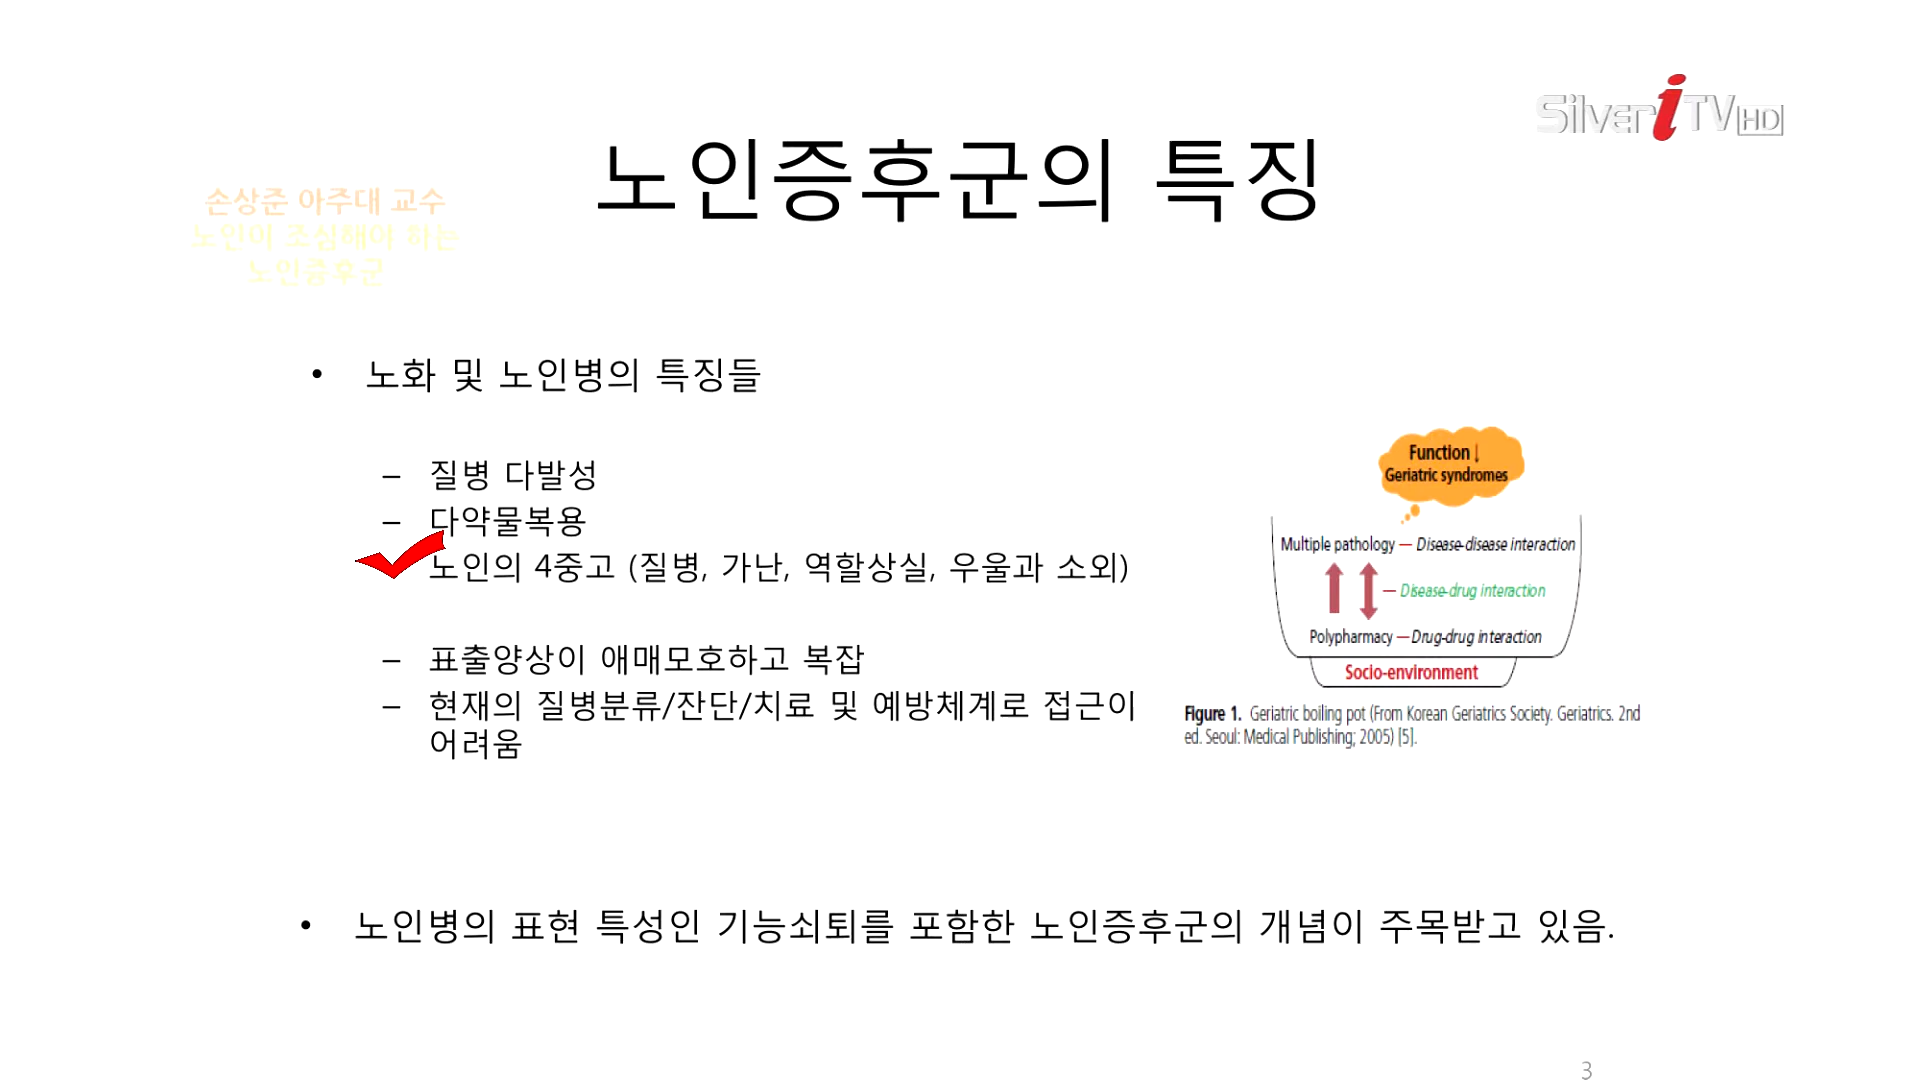 Silver i TV HD
노인증후군의 특징
손상준 아주대 교수
노인이 조심해야 하는
노인증후군
• 노화 및 노인병의 특징들
– 질병 다발성
– 다약물복용
노인의 4중고 (질병, 가난, 역할상실, 우울과 소외)
– 표출양상이 애매모호하고 복잡
– 현재의 질병분류/잔단/치료 및 예방체계로 접근이
어려움
Function↓
Geriatric syndromes
Multiple pathology — Disease-disease interaction
— Disease-drug interaction
Polypharmacy — Drug-drug interaction
Socio-environment
Figure 1. Geriatric boiling pot (From Korean Geriatrics Society. Geriatrics. 2nd
ed. Seoul: Medical Publishing; 2005) [5].
• 노인병의 표현 특성인 기능쇠퇴를 포함한 노인증후군의 개념이 주목받고 있음.
3